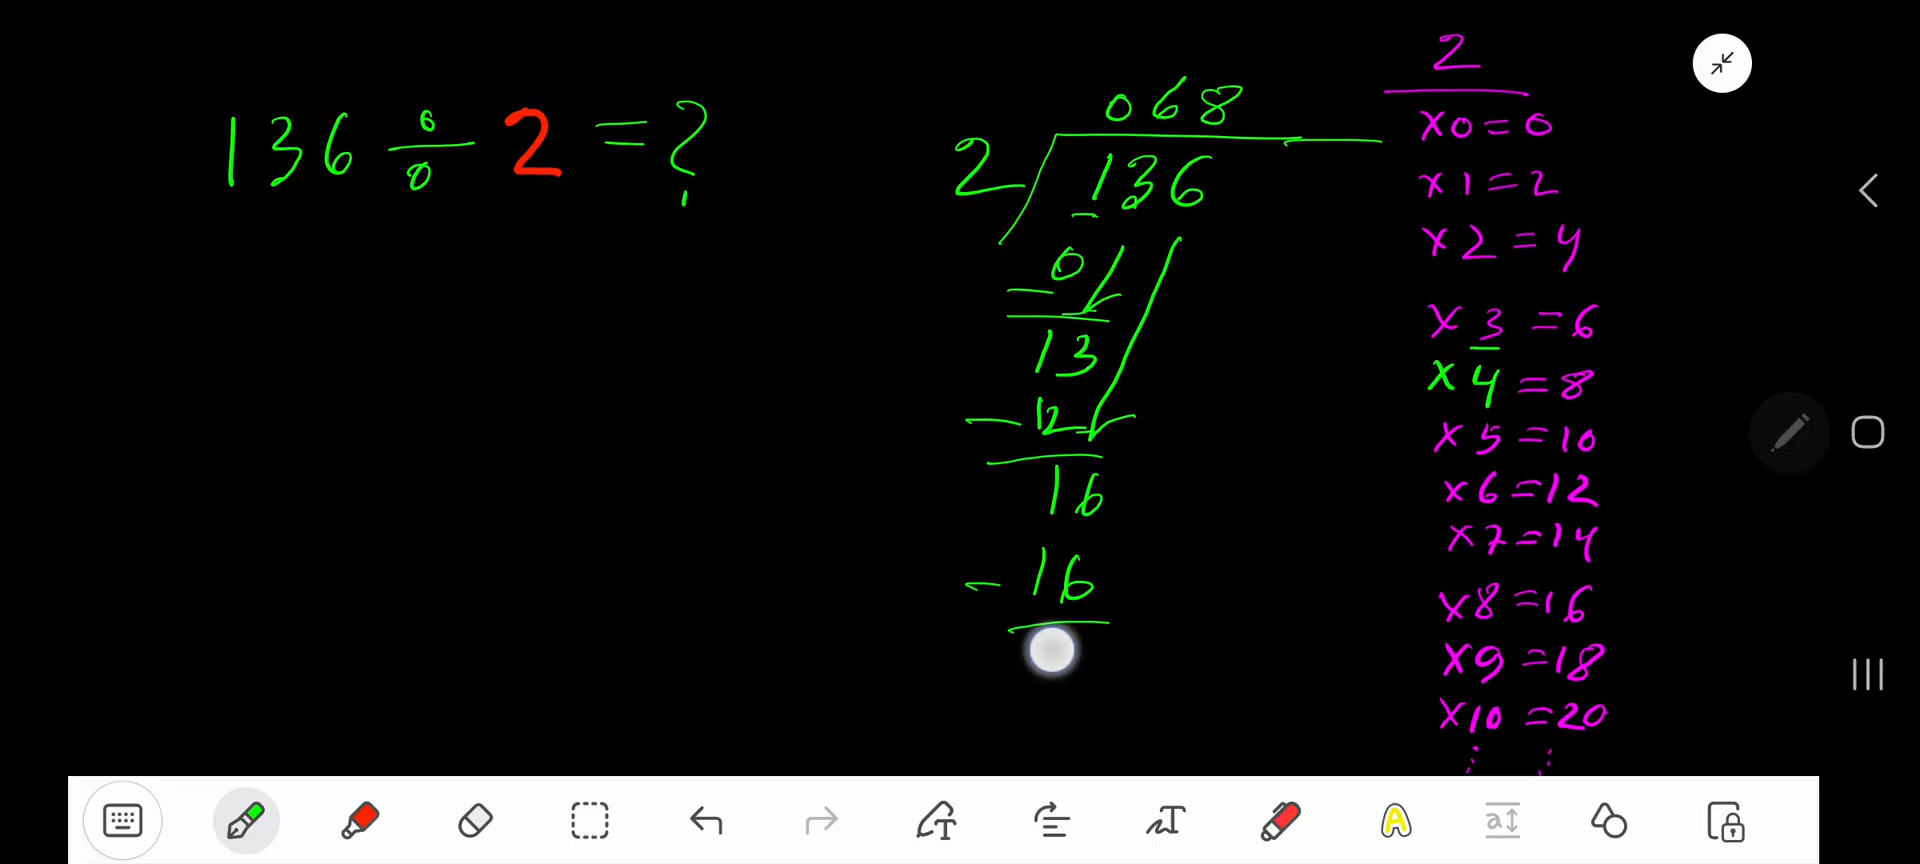 136 ÷ 2 = ?
068
2 136
0
13
- 12
16
- 16
2
x0=0
x1=2
x2=4
x3=6
x4=8
x5=10
x6=12
x7=14
x8=16
x9=18
x10=20